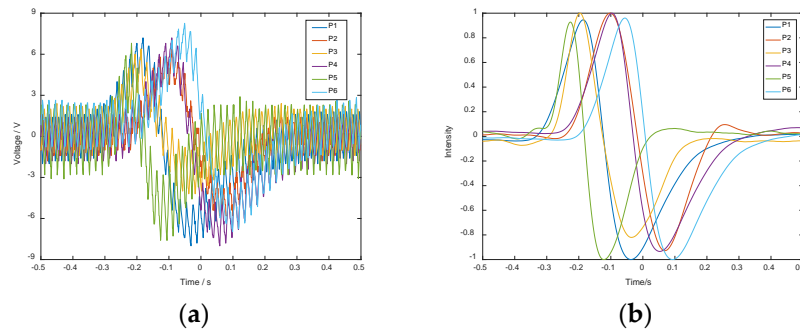 9
6
3
0
-3
-6
-9
Voltage / V
-0.5 -0.4 -0.3 -0.2 -0.1 0 0.1 0.2 0.3 0.4 0.5
Time / s
P1
P2
P3
P4
P5
P6
(a)
1
0.8
0.6
0.4
0.2
0
-0.2
-0.4
-0.6
-0.8
-1
Intensity
-0.5 -0.4 -0.3 -0.2 -0.1 0 0.1 0.2 0.3 0.4 0.5
Time/s
P1
P2
P3
P4
P5
P6
(b)